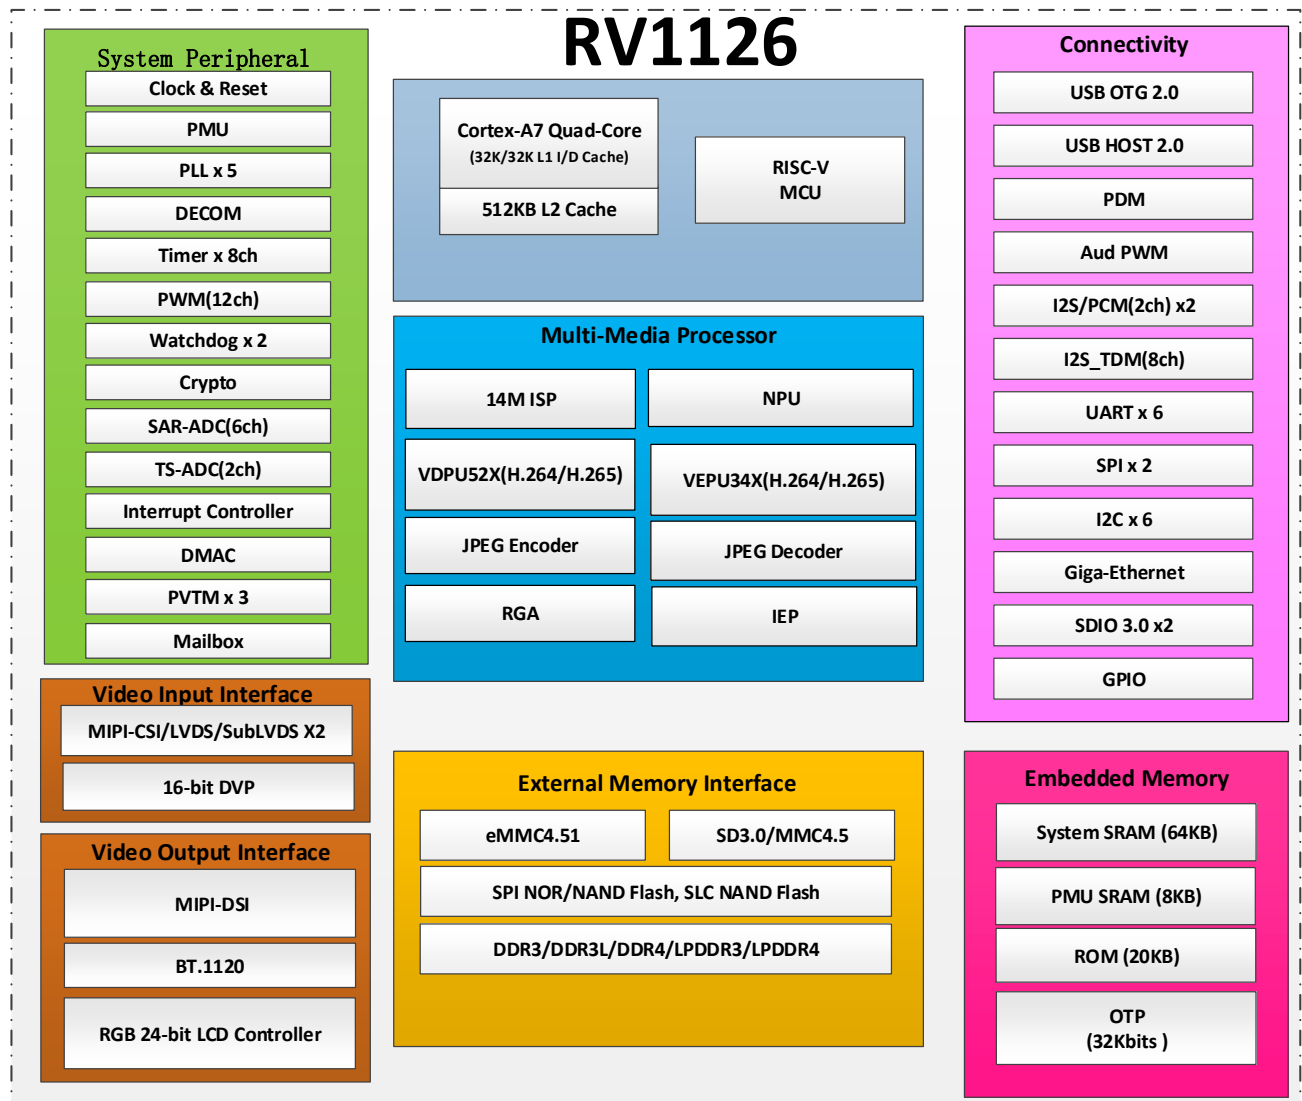 RV1126
System Peripheral
Clock & Reset
PMU
PLL x 5
DECOM
Timer x 8ch
PWM(12ch)
Watchdog x 2
Crypto
SAR-ADC(6ch)
TS-ADC(2ch)
Interrupt Controller
DMAC
PVTM x 3
Mailbox
Video Input Interface
MIPI-CSI/LVDS/SubLVDS X2
16-bit DVP
Video Output Interface
MIPI-DSI
BT.1120
RGB 24-bit LCD Controller
Cortex-A7 Quad-Core
(32K/32K L1 I/D Cache)
512KB L2 Cache
RISC-V
MCU
Multi-Media Processor
14M ISP
NPU
VDPU52X(H.264/H.265)
VEPU34X(H.264/H.265)
JPEG Encoder
JPEG Decoder
RGA
IEP
External Memory Interface
eMMC4.51
SD3.0/MMC4.5
SPI NOR/NAND Flash, SLC NAND Flash
DDR3/DDR3L/DDR4/LPDDR3/LPDDR4
Connectivity
USB OTG 2.0
USB HOST 2.0
PDM
Aud PWM
I2S/PCM(2ch) x2
I2S_TDM(8ch)
UART x 6
SPI x 2
I2C x 6
Giga-Ethernet
SDIO 3.0 x2
GPIO
Embedded Memory
System SRAM (64KB)
PMU SRAM (8KB)
ROM (20KB)
OTP
(32Kbits )